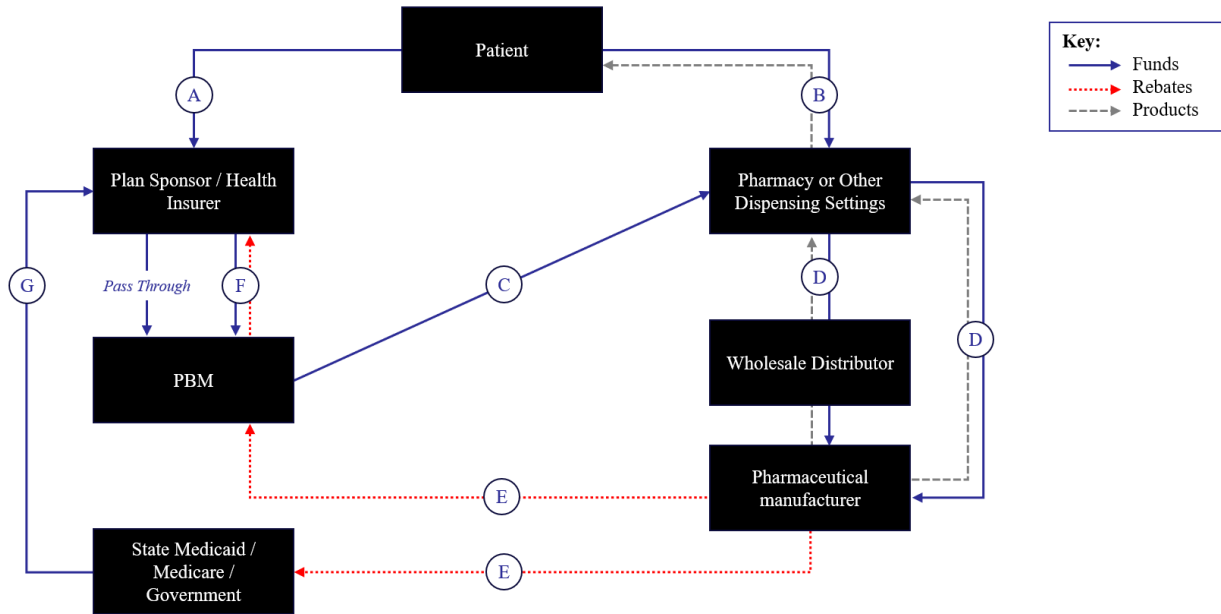 Patient
Key:
Funds
Rebates
Products
A
B
Plan Sponsor / Health
Insurer
Pharmacy or Other
Dispensing Settings
G
Pass Through
F
C
D
D
Wholesale Distributor
PBM
Pharmaceutical
manufacturer
E
State Medicaid /
Medicare /
Government
E